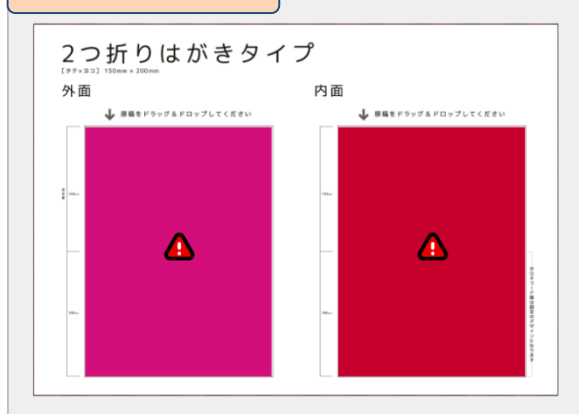 2つ折りはがきタイプ
[タテ×ヨコ] 150mm × 200mm
外面
内面
原稿をドラッグ＆ドロップしてください
原稿をドラッグ＆ドロップしてください